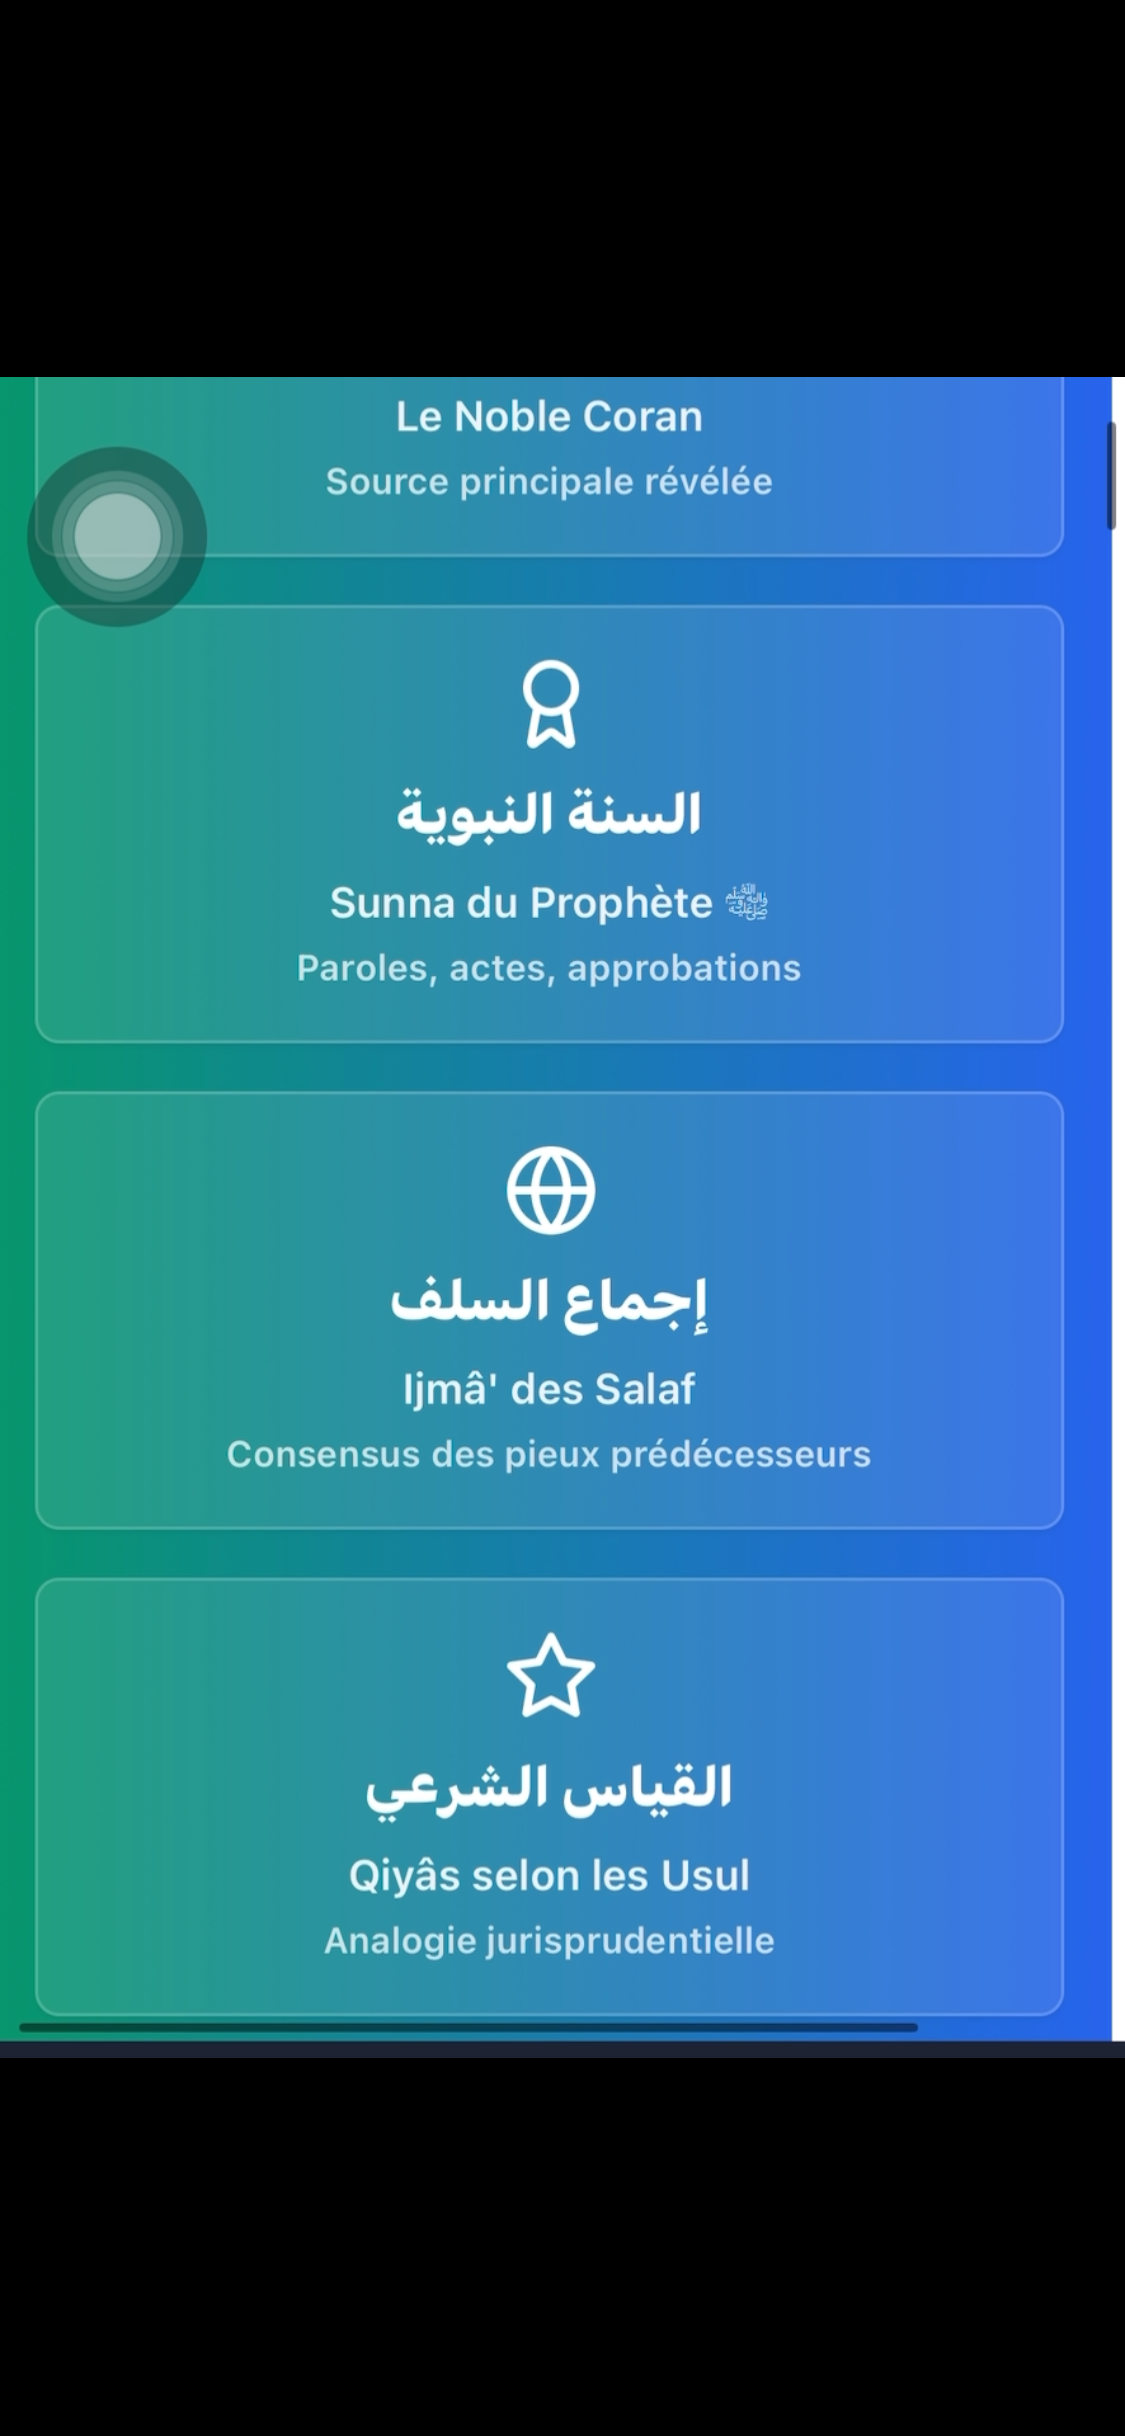 Le Noble Coran
Source principale révélée
السنة النبوية
Sunna du Prophète ﷺ
Paroles, actes, approbations
إجماع السلف
Ijmâ' des Salaf
Consensus des pieux prédécesseurs
القياس الشرعي
Qiyâs selon les Usul
Analogie jurisprudentielle